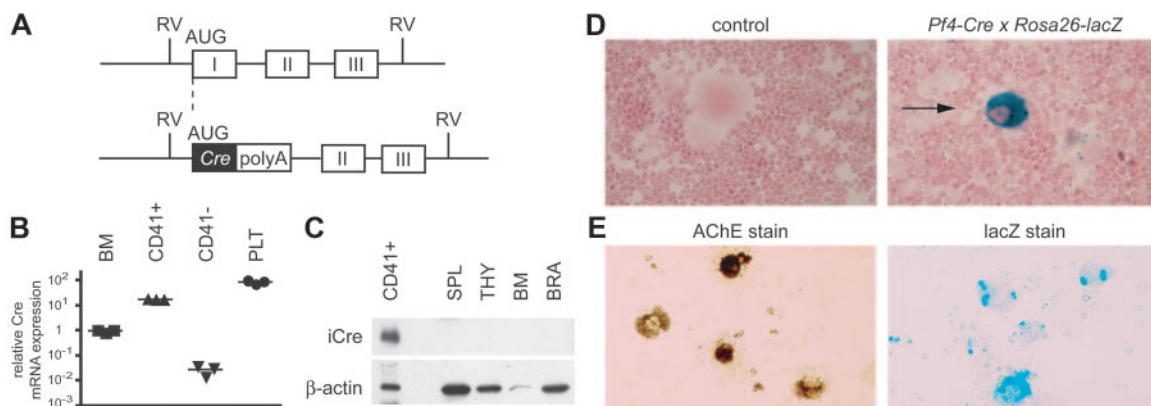 A
RV
AUG
RV
I
II
III
RV
AUG
RV
Cre polyA
II
III
B
BM
CD41+
CD41-
PLT
relative Cre
mRNA expression
10²
10¹
1
10⁻¹
10⁻²
10⁻³
C
CD41+
SPL
THY
BM
BRA
iCre
β-actin
D
control
Pf4-Cre x Rosa26-lacZ
E
AChE stain
lacZ stain